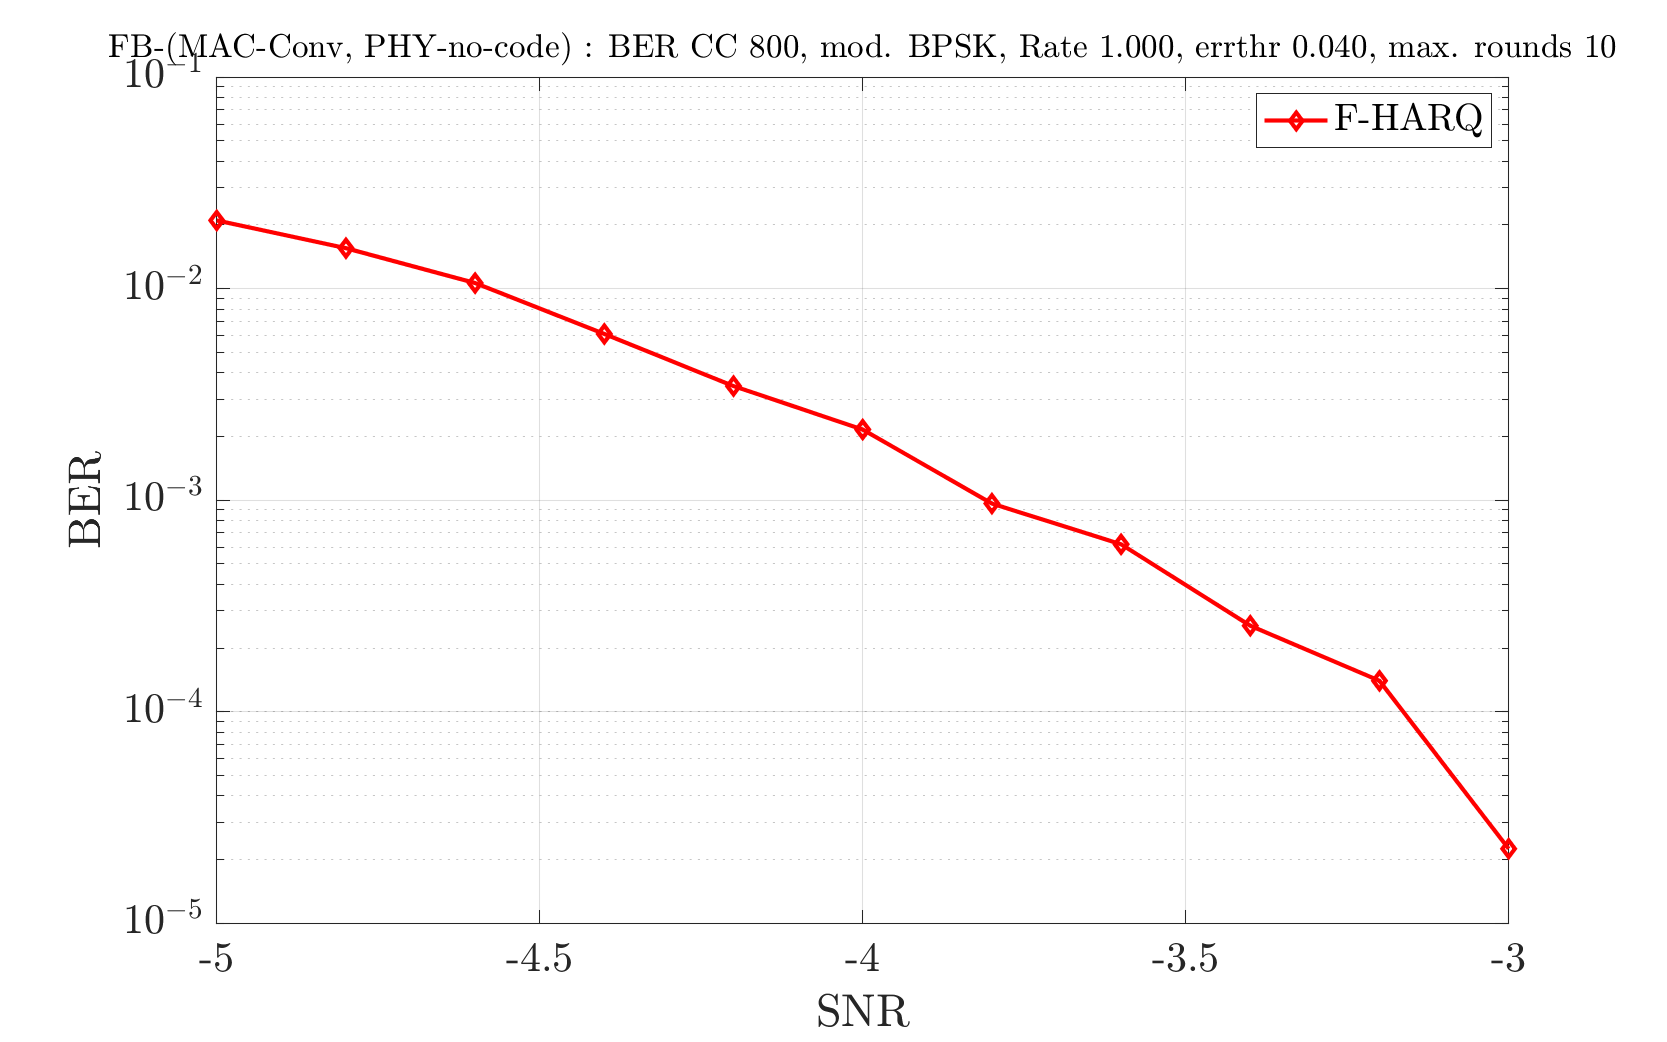 FB-(MAC-Conv, PHY-no-code) : BER CC 800, mod. BPSK, Rate 1.000, errthr 0.040, max. rounds 10
F-HARQ
10⁻¹
10⁻²
10⁻³
10⁻⁴
10⁻⁵
BER
-5 -4.5 -4 -3.5 -3
SNR